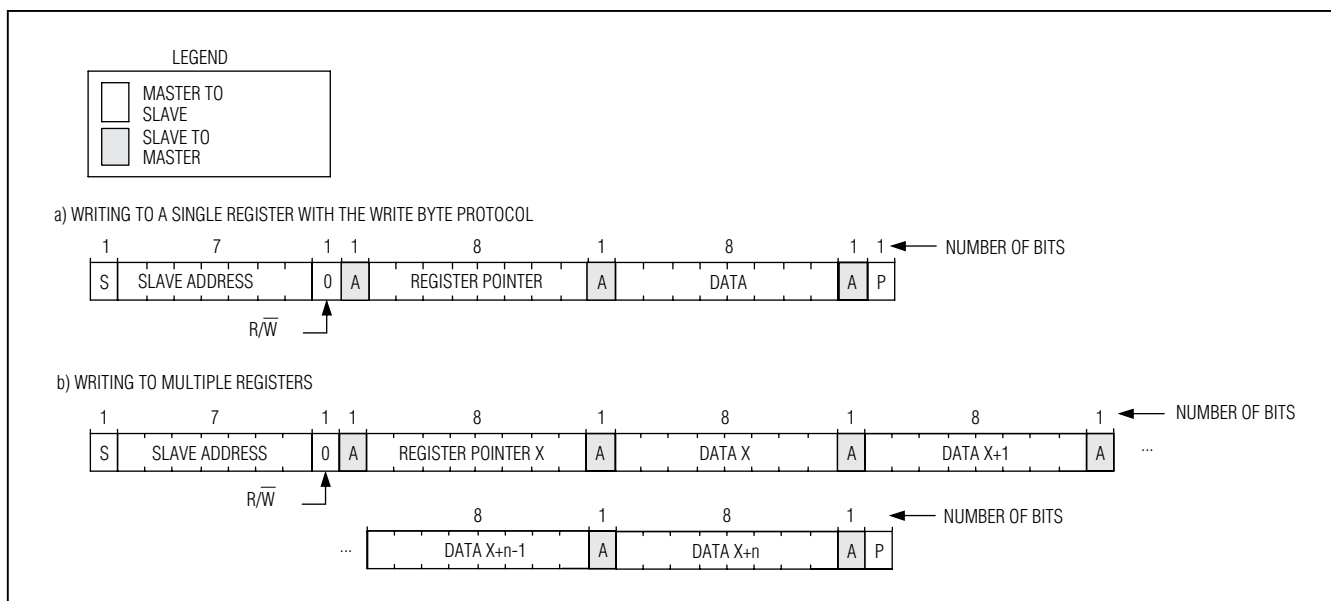 LEGEND
MASTER TO
SLAVE
SLAVE TO
MASTER
a) WRITING TO A SINGLE REGISTER WITH THE WRITE BYTE PROTOCOL
1 7 1 1 8 1 8 1 1 NUMBER OF BITS
S SLAVE ADDRESS 0 A REGISTER POINTER A DATA A P
R/W̅
b) WRITING TO MULTIPLE REGISTERS
1 7 1 1 8 1 8 1 8 1 NUMBER OF BITS
S SLAVE ADDRESS 0 A REGISTER POINTER X A DATA X A DATA X+1 A ...
R/W̅
8 1 8 1 NUMBER OF BITS
... DATA X+n-1 A DATA X+n A P